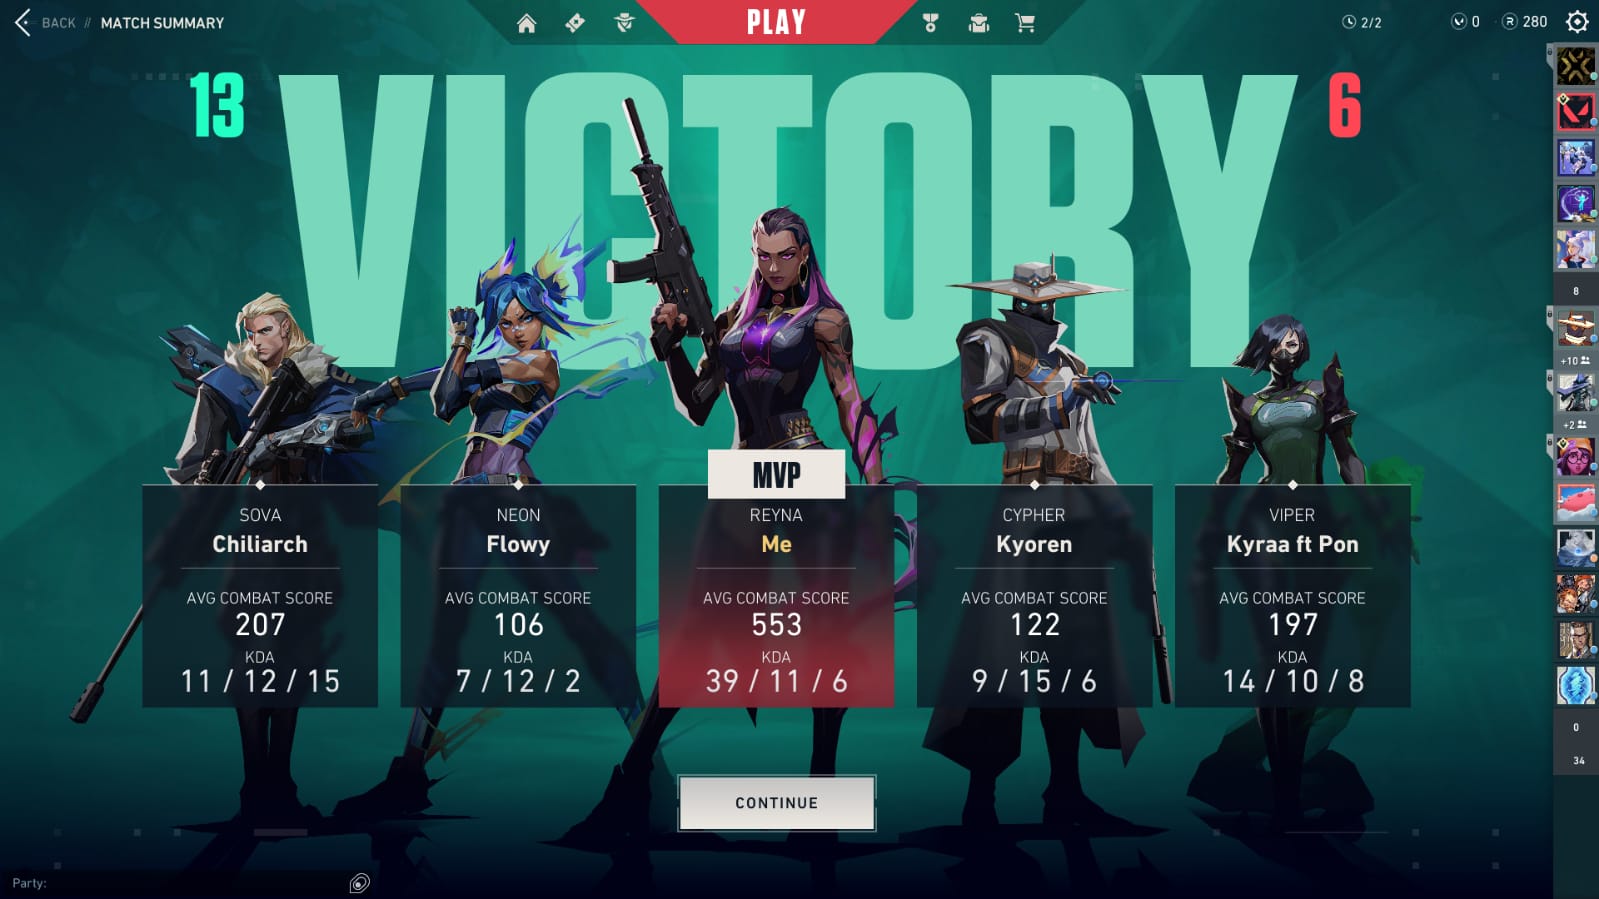 BACK // MATCH SUMMARY
PLAY
2/2
0
R 280
13
VICTORY
6
8
+10
+2
MVP
SOVA
Chiliarch
AVG COMBAT SCORE
207
KDA
11 / 12 / 15
NEON
Flowy
AVG COMBAT SCORE
106
KDA
7 / 12 / 2
REYNA
Me
AVG COMBAT SCORE
553
KDA
39 / 11 / 6
CYPHER
Kyoren
AVG COMBAT SCORE
122
KDA
9 / 15 / 6
VIPER
Kyraa ft Pon
AVG COMBAT SCORE
197
KDA
14 / 10 / 8
0
34
CONTINUE
Party: